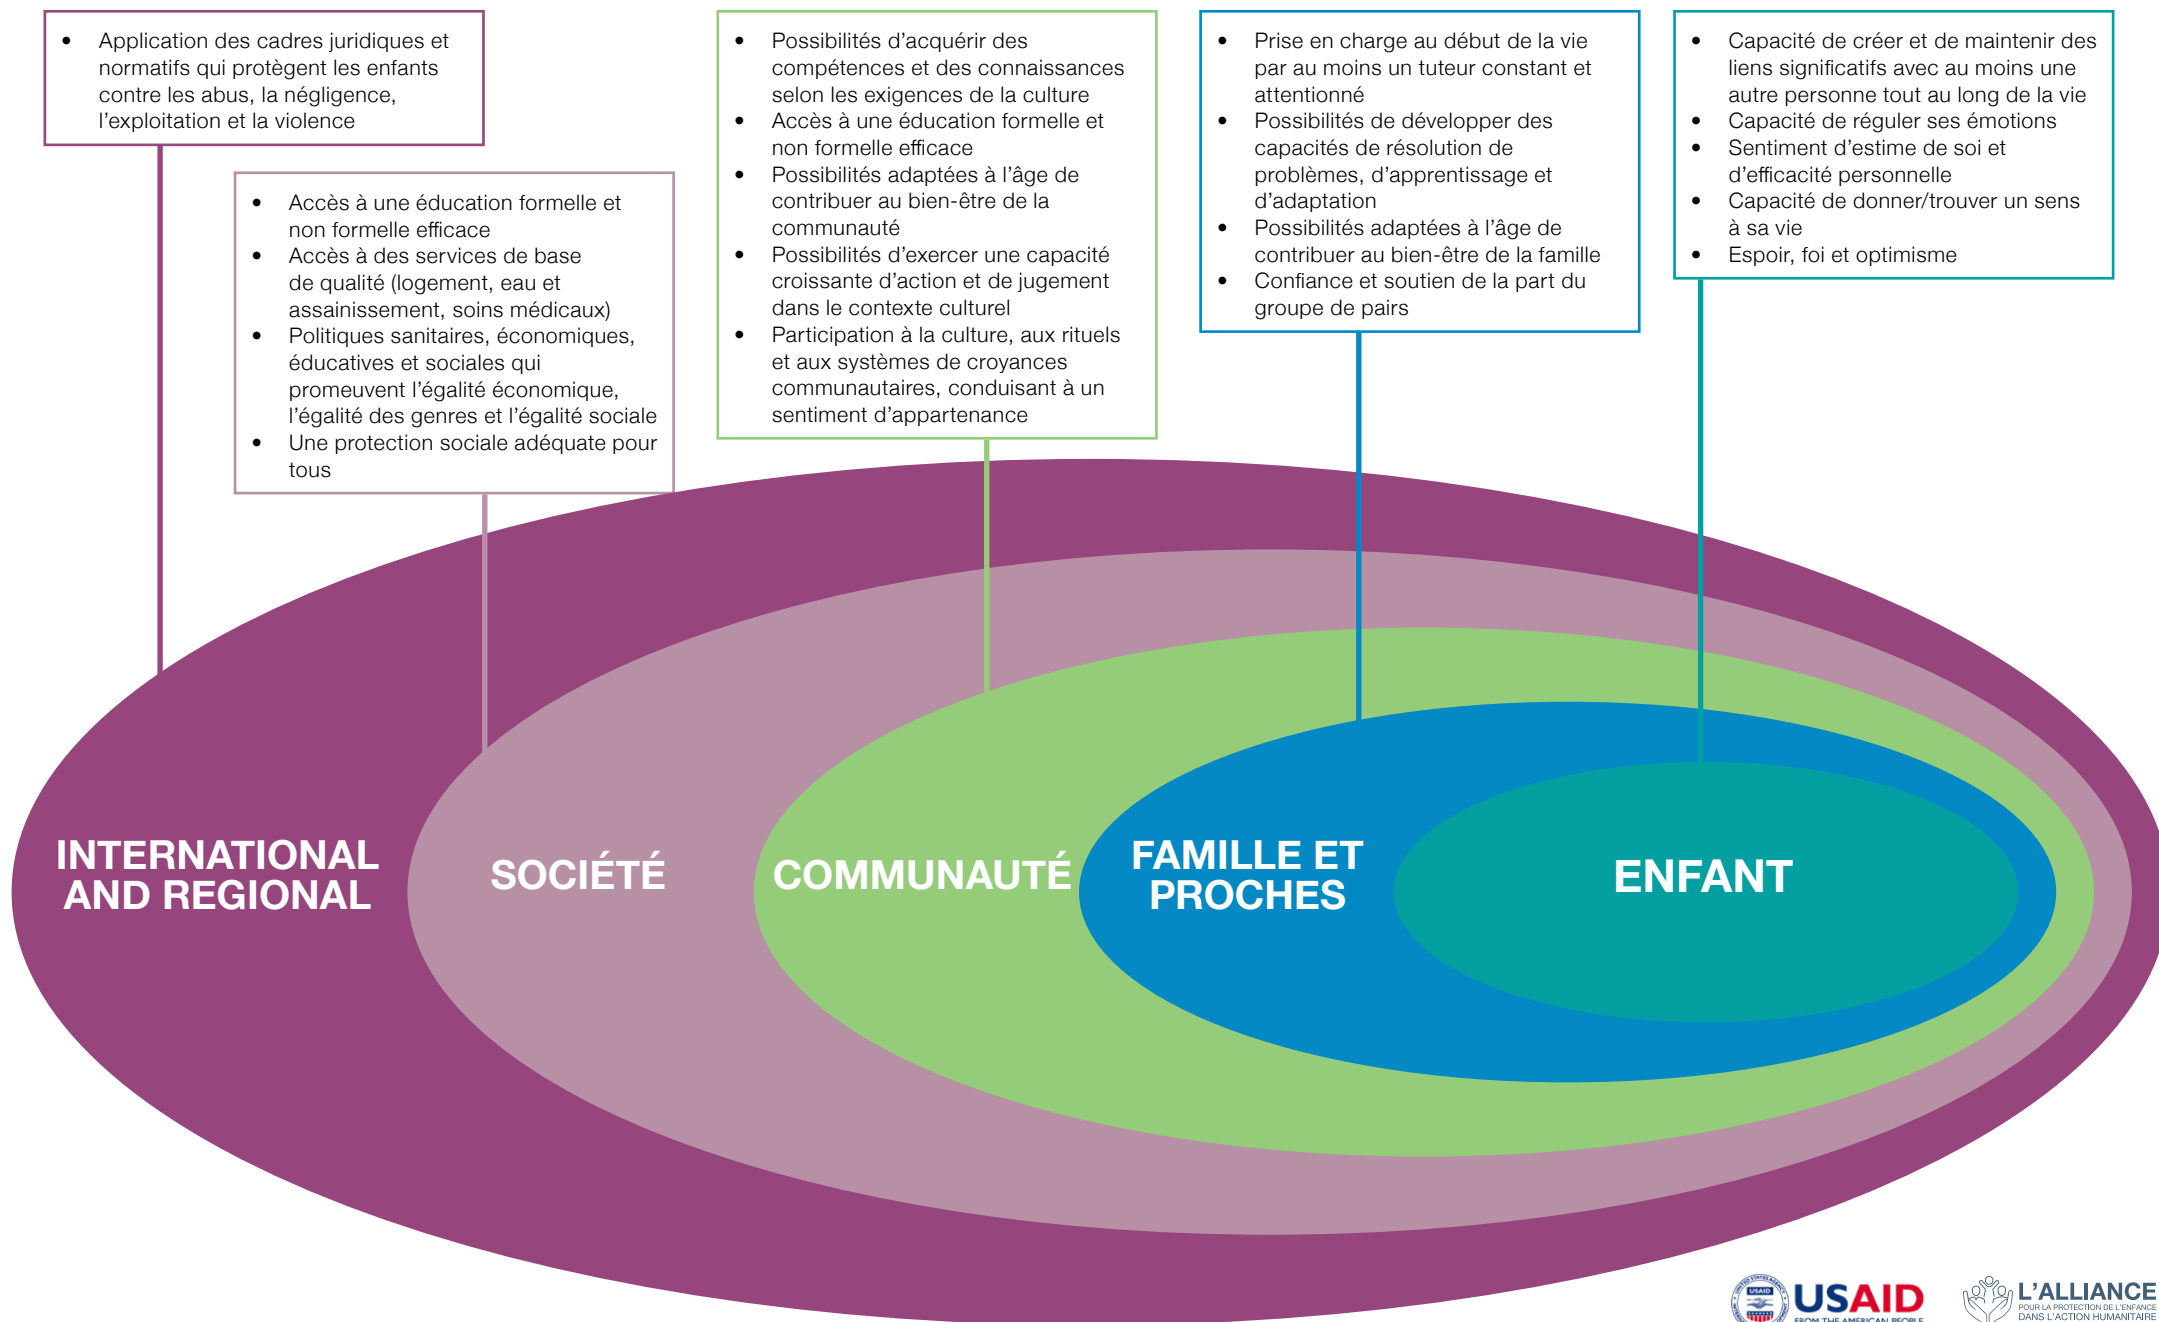 • Application des cadres juridiques et
normatifs qui protègent les enfants
contre les abus, la négligence,
l'exploitation et la violence
• Accès à une éducation formelle et
non formelle efficace
• Accès à des services de base
de qualité (logement, eau et
assainissement, soins médicaux)
• Politiques sanitaires, économiques,
éducatives et sociales qui
promeuvent l'égalité économique,
l'égalité des genres et l'égalité sociale
• Une protection sociale adéquate pour
tous
• Possibilités d'acquérir des
compétences et des connaissances
selon les exigences de la culture
• Accès à une éducation formelle et
non formelle efficace
• Possibilités adaptées à l'âge de
contribuer au bien-être de la
communauté
• Possibilités d'exercer une capacité
croissante d'action et de jugement
dans le contexte culturel
• Participation à la culture, aux rituels
et aux systèmes de croyances
communautaires, conduisant à un
sentiment d'appartenance
• Prise en charge au début de la vie
par au moins un tuteur constant et
attentionné
• Possibilités de développer des
capacités de résolution de
problèmes, d'apprentissage et
d'adaptation
• Possibilités adaptées à l'âge de
contribuer au bien-être de la famille
• Confiance et soutien de la part du
groupe de pairs
• Capacité de créer et de maintenir des
liens significatifs avec au moins une
autre personne tout au long de la vie
• Capacité de réguler ses émotions
• Sentiment d'estime de soi et
d'efficacité personnelle
• Capacité de donner/trouver un sens
à sa vie
• Espoir, foi et optimisme
INTERNATIONAL
AND REGIONAL
SOCIÉTÉ
COMMUNAUTÉ
FAMILLE ET
PROCHES
ENFANT
USAID
USAID
FROM THE AMERICAN PEOPLE
L'ALLIANCE
POUR LA PROTECTION DE L'ENFANCE
DANS L'ACTION HUMANITAIRE